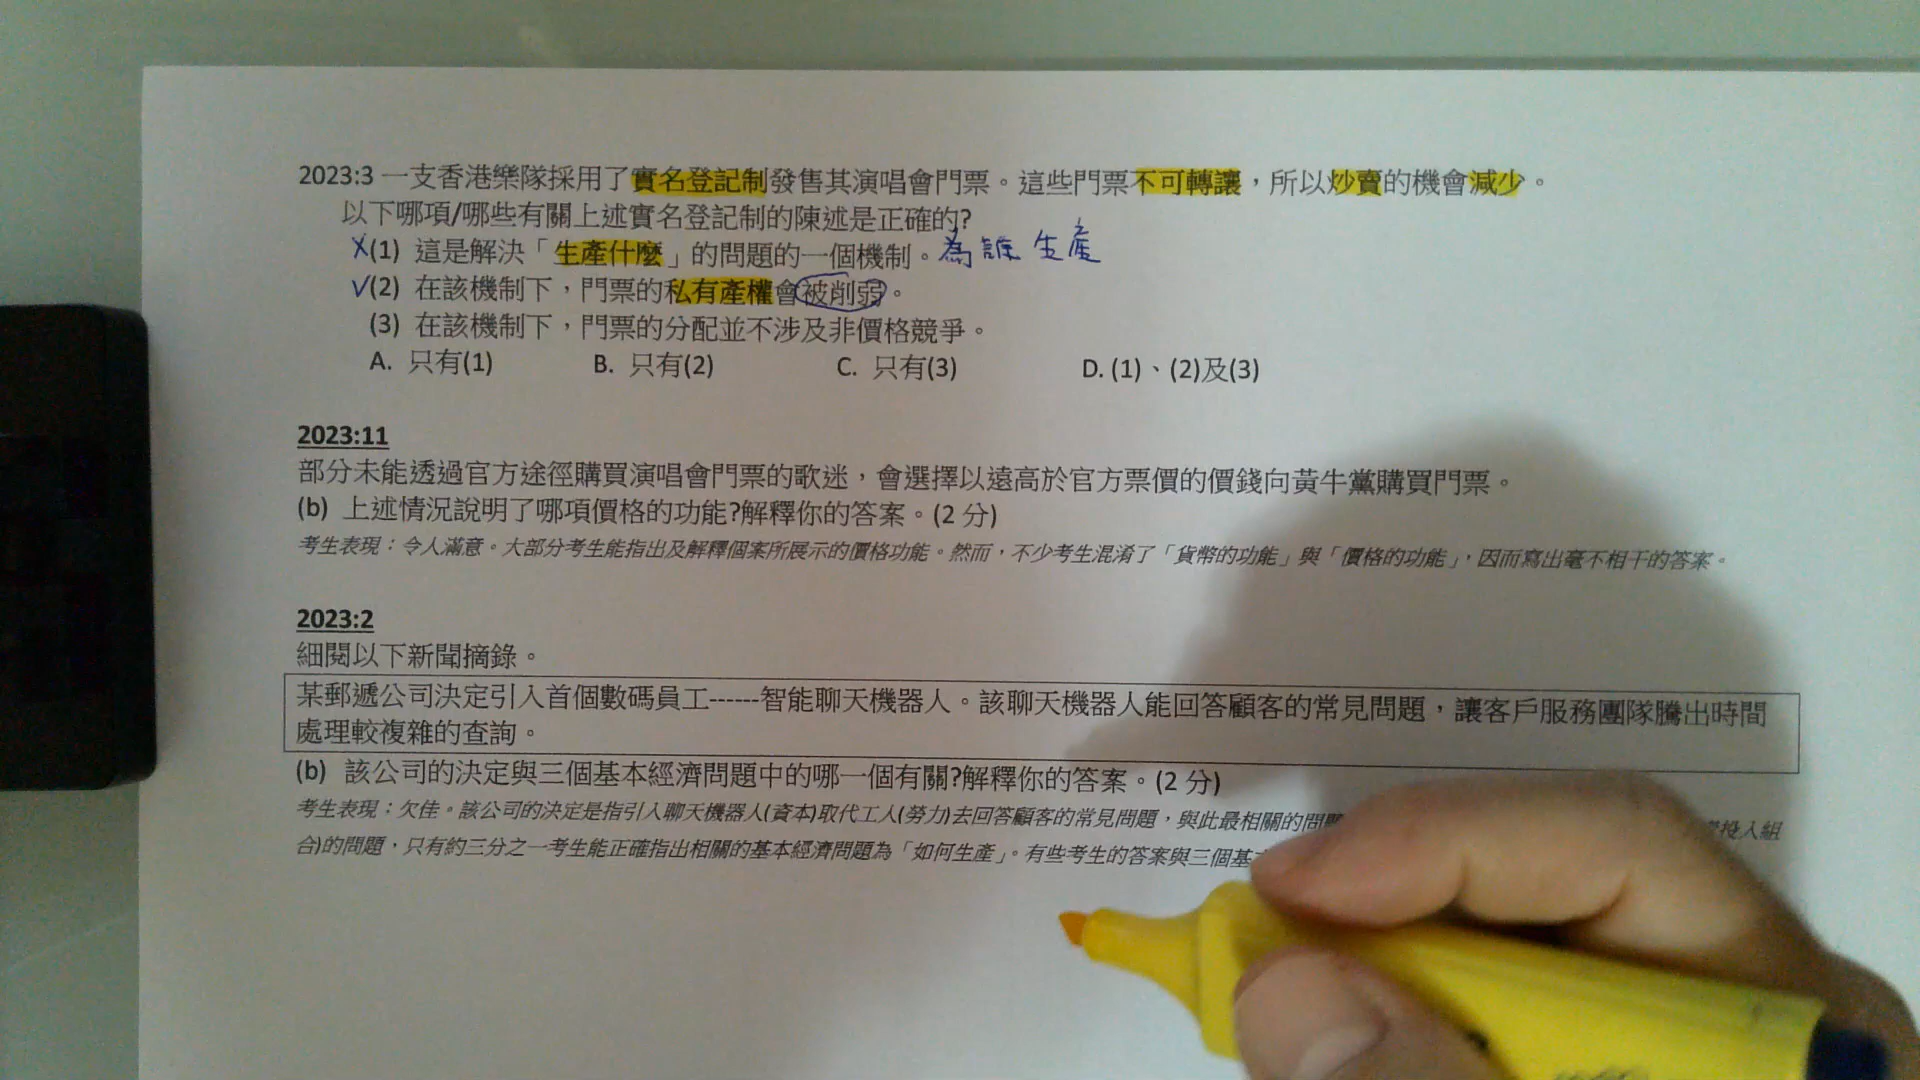 2023:3 一支香港樂隊採用了實名登記制發售其演唱會門票。這些門票不可轉讓，所以炒賣的機會減少。
以下哪項/哪些有關上述實名登記制的陳述是正確的?
X(1) 這是解決「生產什麼」的問題的一個機制。為誰生產
✓(2) 在該機制下，門票的私有產權會被削弱。
(3) 在該機制下，門票的分配並不涉及非價格競爭。
A. 只有(1) B. 只有(2) C. 只有(3) D. (1)、(2)及(3)
2023:11
部分未能透過官方途徑購買演唱會門票的歌迷，會選擇以遠高於官方票價的價錢向黃牛黨購買門票。
(b) 上述情況說明了哪項價格的功能?解釋你的答案。(2 分)
考生表現：令人滿意。大部分考生能指出及解釋個案所展示的價格功能。然而，不少考生混淆了「貨幣的功能」與「價格的功能」，因而寫出毫不相干的答案。
2023:2
細閱以下新聞摘錄。
某郵遞公司決定引入首個數碼員工------智能聊天機器人。該聊天機器人能回答顧客的常見問題，讓客戶服務團隊騰出時間
處理較複雜的查詢。
(b) 該公司的決定與三個基本經濟問題中的哪一個有關?解釋你的答案。(2 分)
考生表現：欠佳。該公司的決定是指引入聊天機器人(資本)取代工人(勞力)去回答顧客的常見問題，與此最相關的問 投入組
合)的問題，只有約三分之一考生能正確指出相關的基本經濟問題為「如何生產」。有些考生的答案與三個基